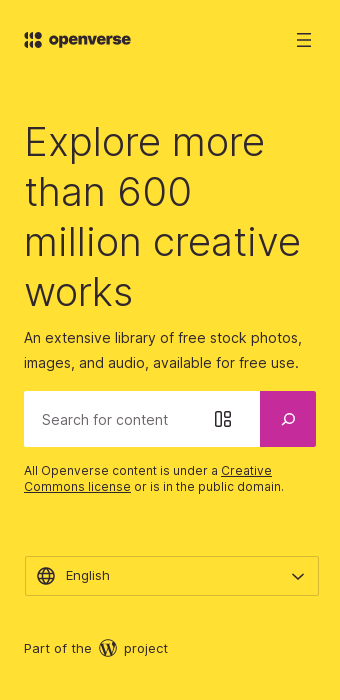 openverse
Explore more
than 600
million creative
works
An extensive library of free stock photos,
images, and audio, available for free use.
Search for content
All Openverse content is under a Creative
Commons license or is in the public domain.
English
Part of the project